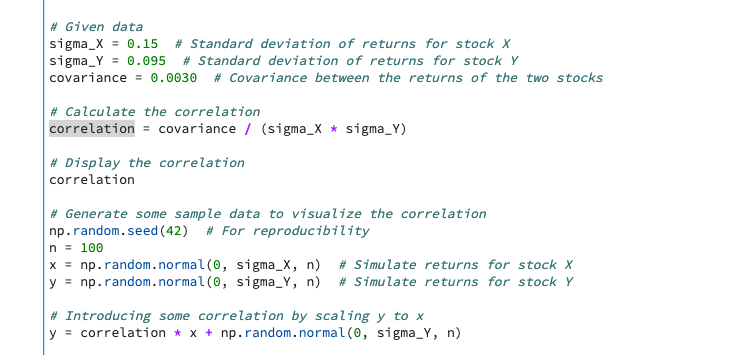 # Given data
sigma_X = 0.15  # Standard deviation of returns for stock X
sigma_Y = 0.095  # Standard deviation of returns for stock Y
covariance = 0.0030  # Covariance between the returns of the two stocks
# Calculate the correlation
correlation = covariance / (sigma_X * sigma_Y)
# Display the correlation
correlation
# Generate some sample data to visualize the correlation
np.random.seed(42)  # For reproducibility
n = 100
x = np.random.normal(0, sigma_X, n)  # Simulate returns for stock X
y = np.random.normal(0, sigma_Y, n)  # Simulate returns for stock Y
# Introducing some correlation by scaling y to x
y = correlation * x + np.random.normal(0, sigma_Y, n)